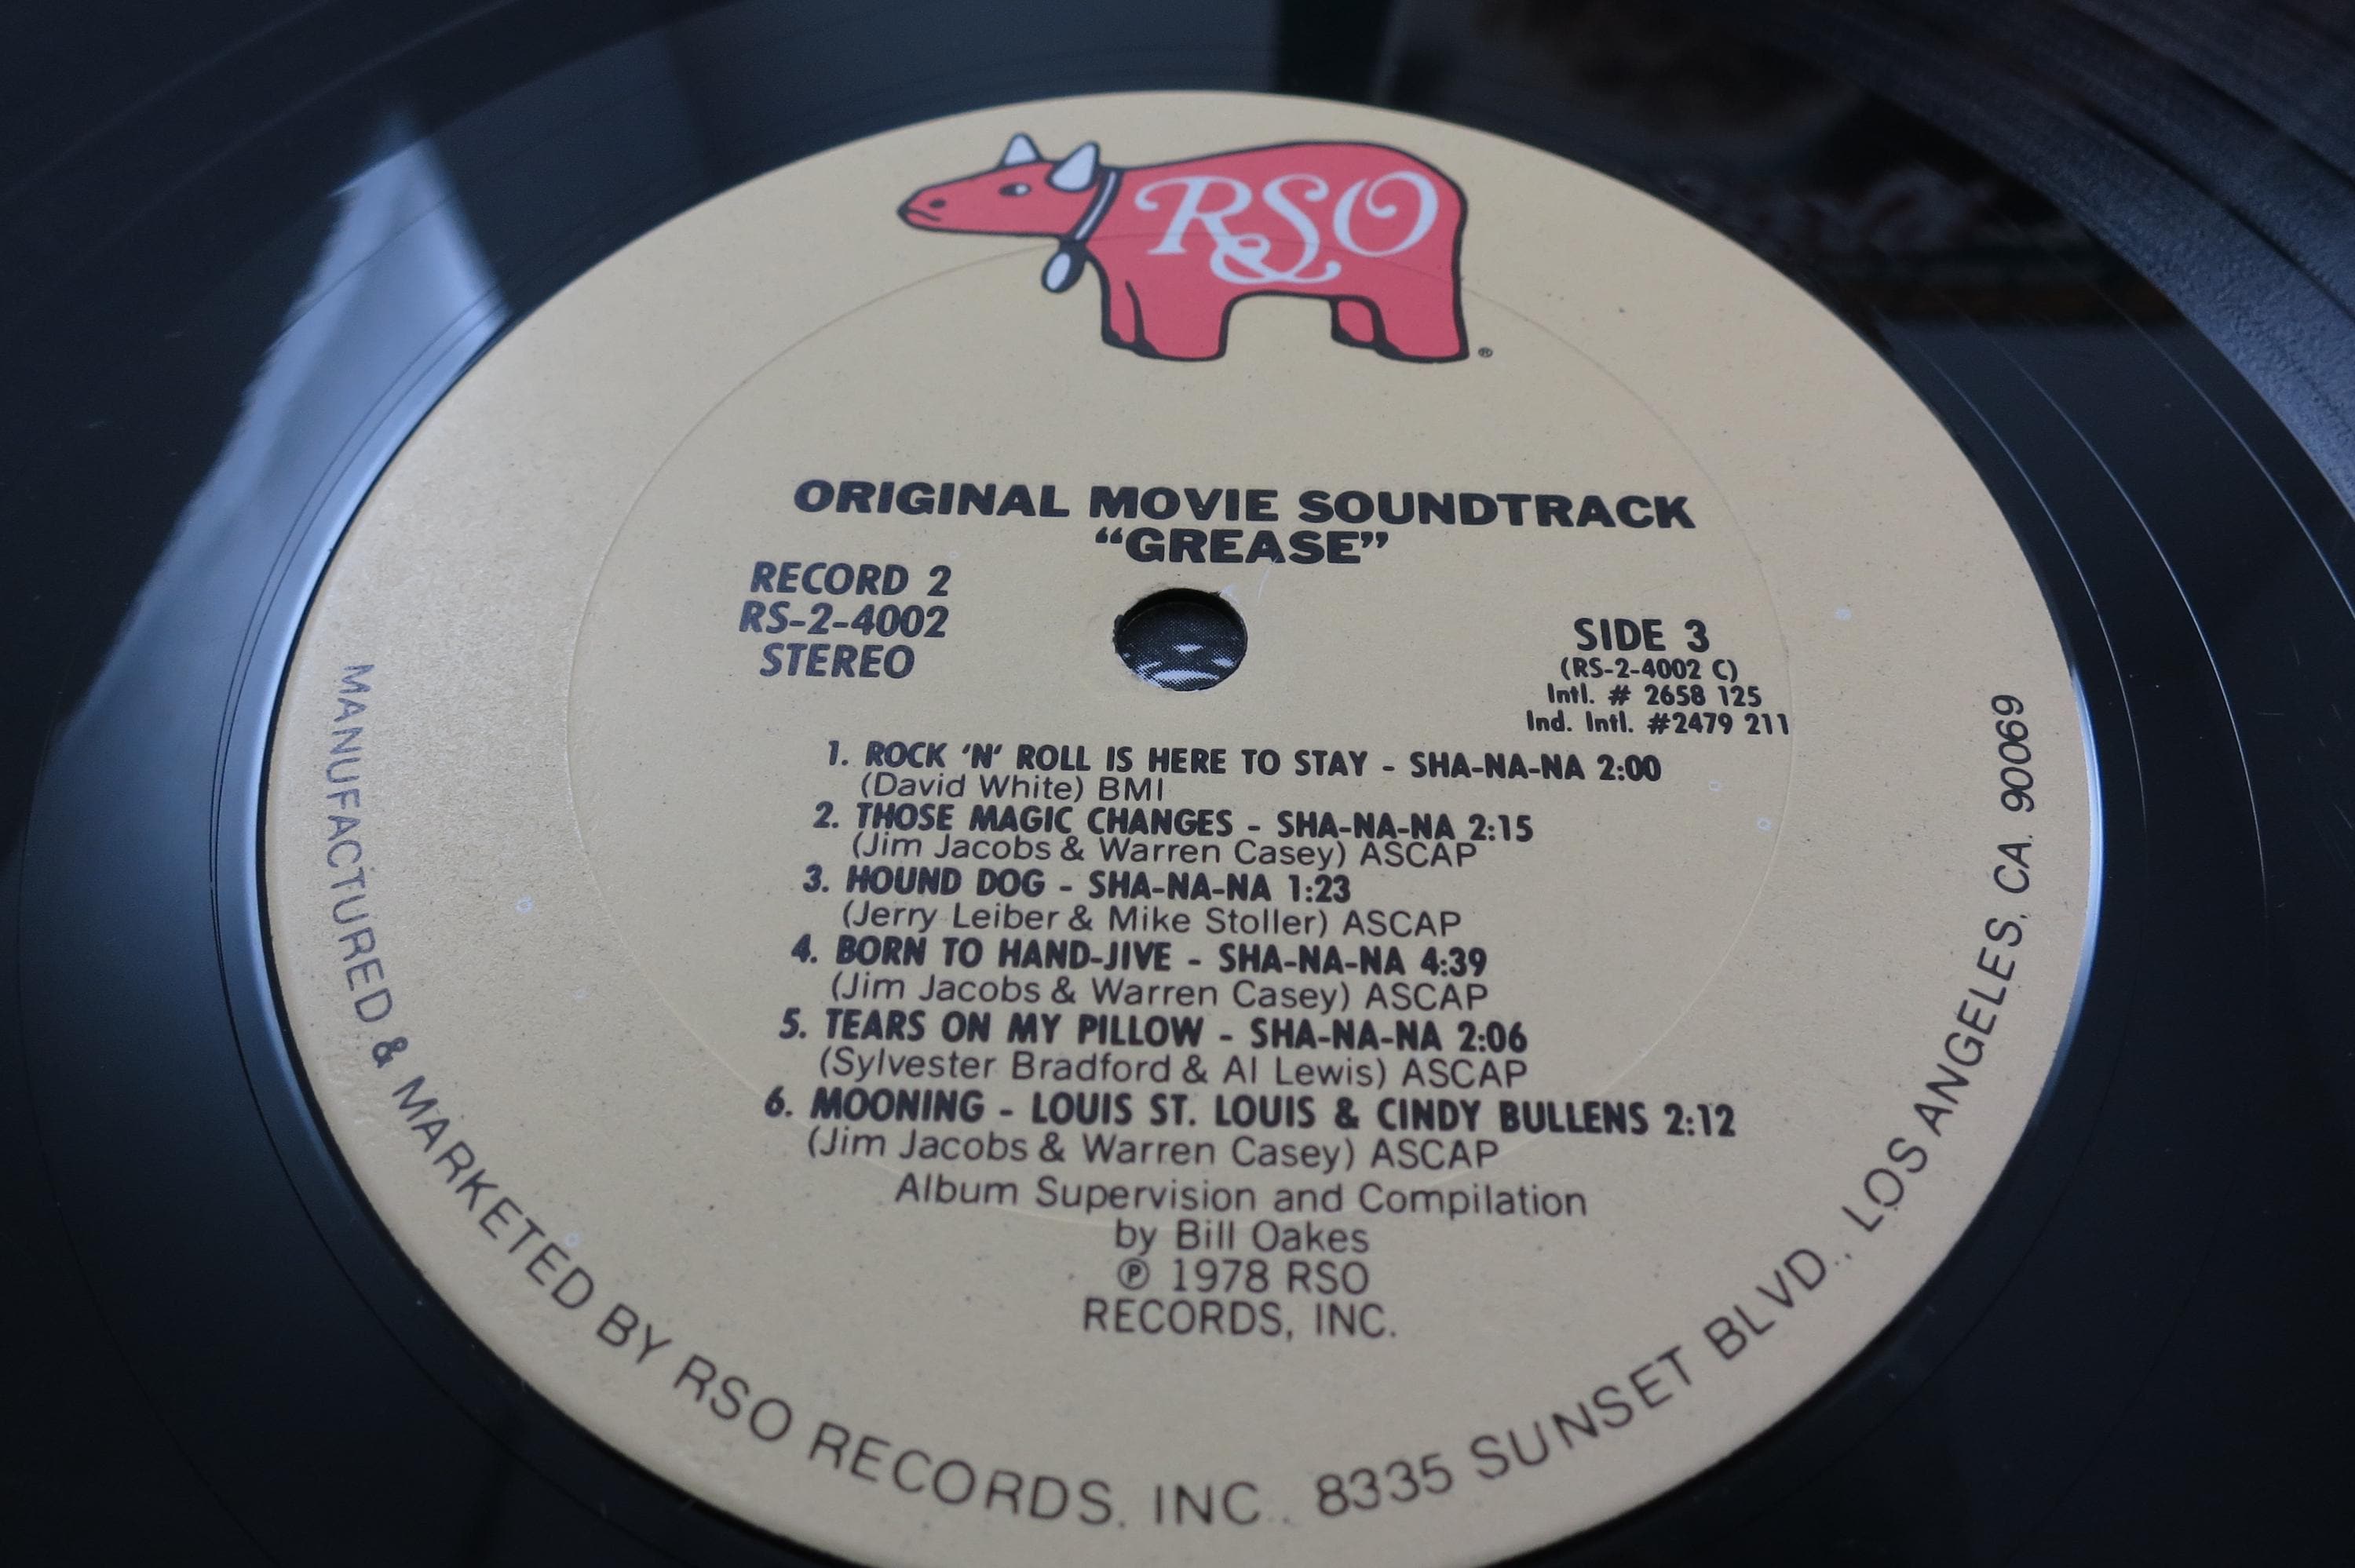 RSO
®
ORIGINAL MOVIE SOUNDTRACK
“GREASE”
RECORD 2
RS-2-4002
STEREO
SIDE 3
(RS-2-4002 C)
Intl. # 2658 125
Ind. Intl. #2479 211
1. ROCK ‘N’ ROLL IS HERE TO STAY - SHA-NA-NA 2:00
(David White) BMI
2. THOSE MAGIC CHANGES - SHA-NA-NA 2:15
(Jim Jacobs & Warren Casey) ASCAP
3. HOUND DOG - SHA-NA-NA 1:23
(Jerry Leiber & Mike Stoller) ASCAP
4. BORN TO HAND-JIVE - SHA-NA-NA 4:39
(Jim Jacobs & Warren Casey) ASCAP
5. TEARS ON MY PILLOW - SHA-NA-NA 2:06
(Sylvester Bradford & Al Lewis) ASCAP
6. MOONING - LOUIS ST. LOUIS & CINDY BULLENS 2:12
(Jim Jacobs & Warren Casey) ASCAP
Album Supervision and Compilation
by Bill Oakes
℗ 1978 RSO
RECORDS, INC.
MANUFACTURED & MARKETED BY RSO RECORDS, INC., 8335 SUNSET BLVD., LOS ANGELES, CA. 90069